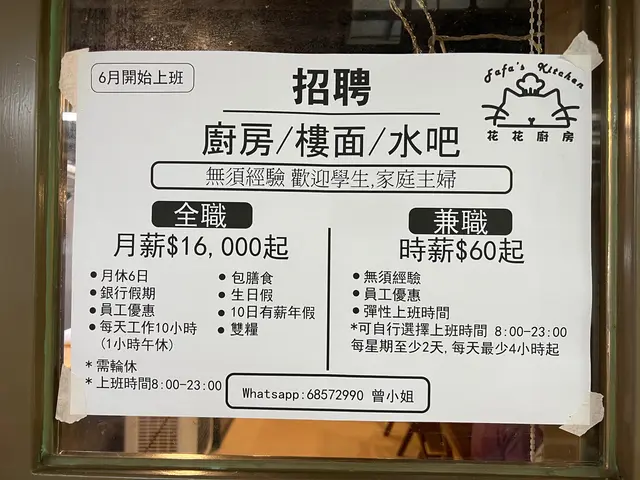 6月開始上班
招聘
Fafa's Kitchen
花花廚房
廚房/樓面/水吧
無須經驗 歡迎學生,家庭主婦
全職
月薪$16,000起
●月休6日
●銀行假期
●員工優惠
●每天工作10小時
(1小時午休)
●包膳食
●生日假
●10日有薪年假
●雙糧
*需輪休
*上班時間8:00-23:00
兼職
時薪$60起
●無須經驗
●員工優惠
●彈性上班時間
*可自行選擇上班時間 8:00-23:00
每星期至少2天,每天最少4小時起
Whatsapp:68572990 曾小姐